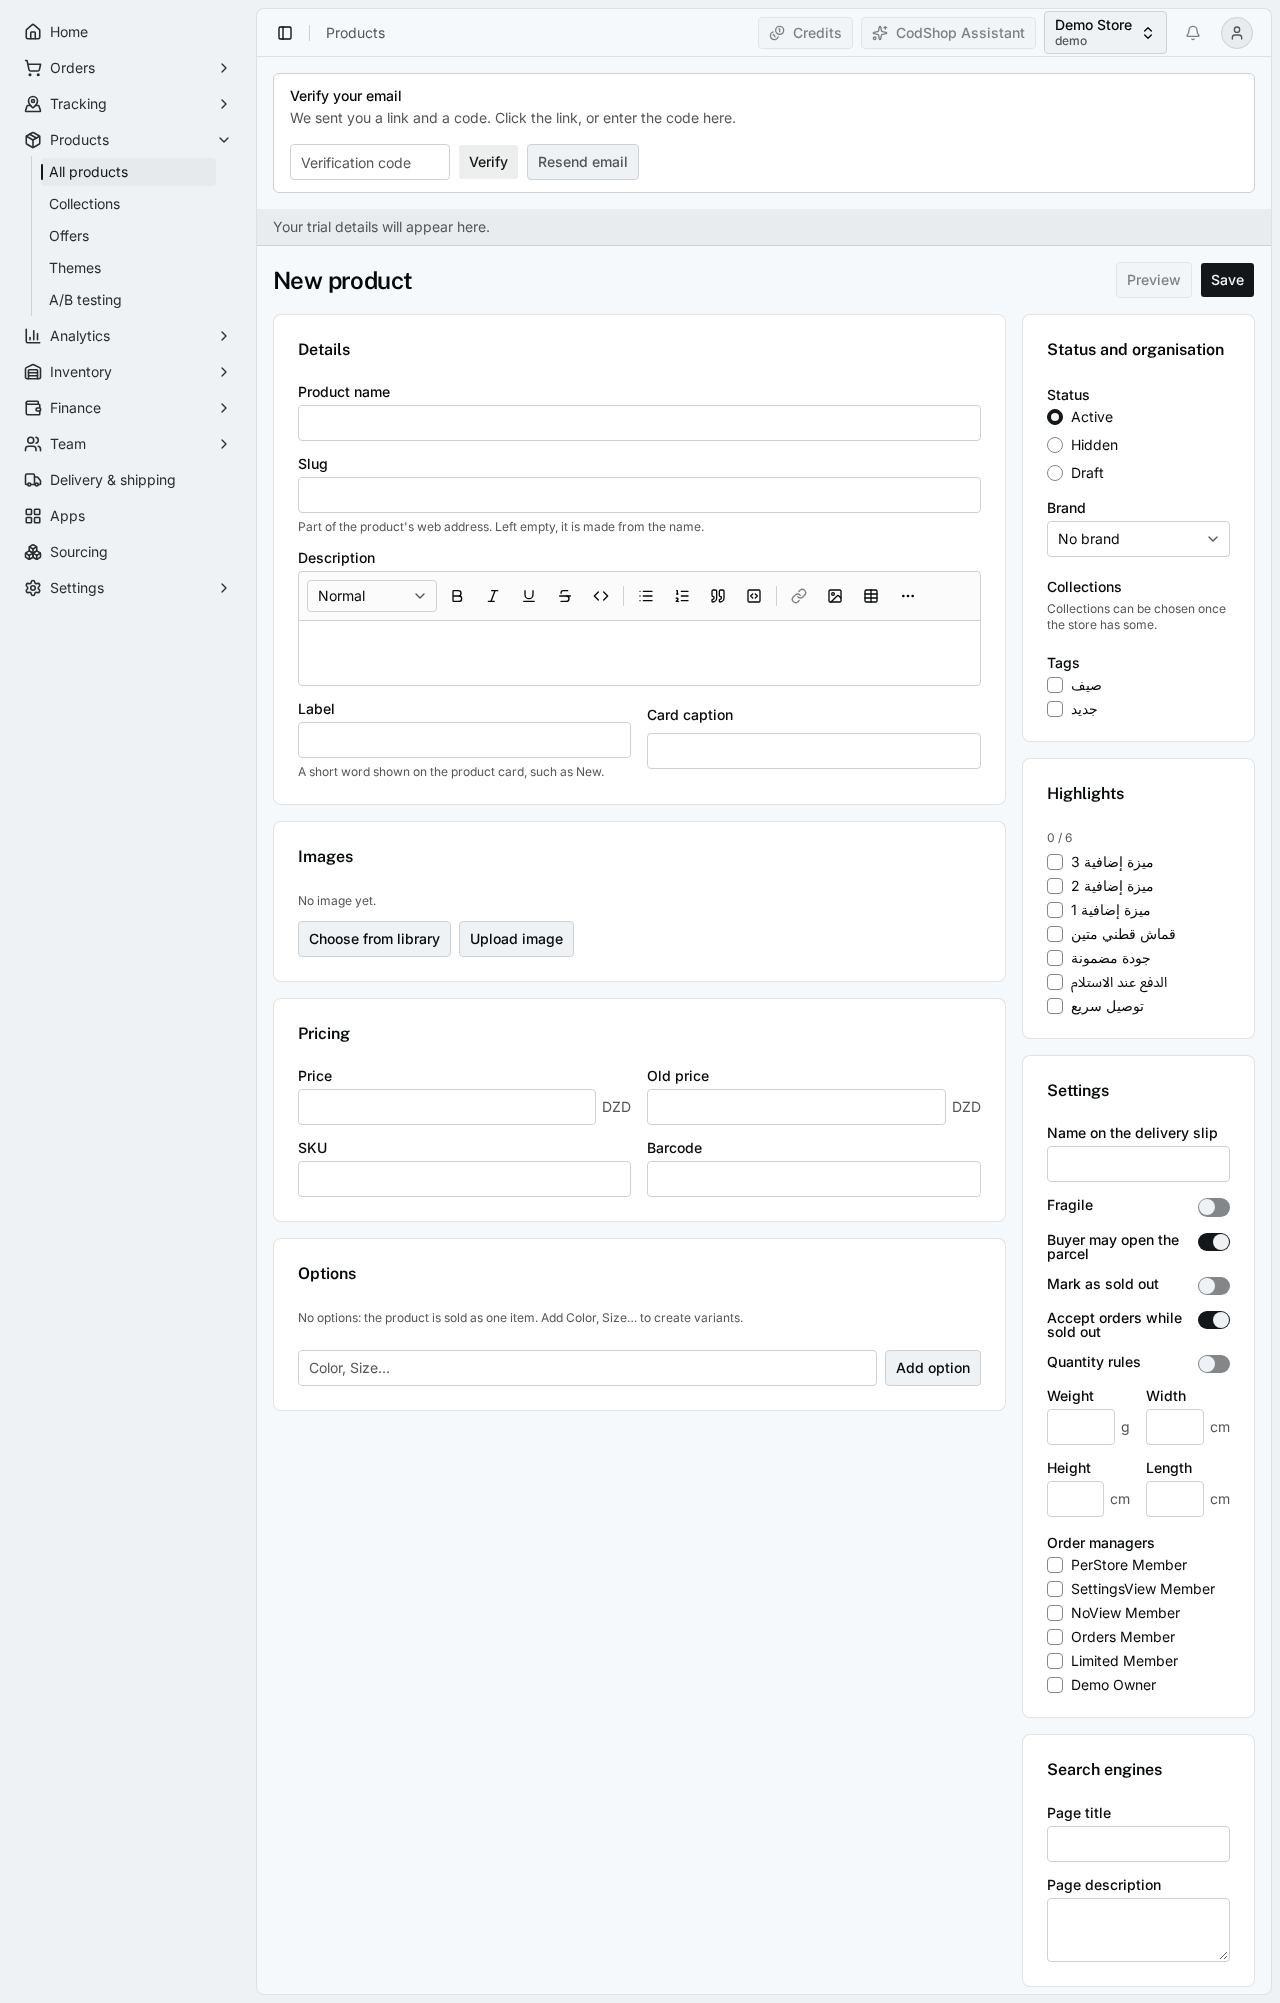 Home
Orders
Tracking
Products
All products
Collections
Offers
Themes
A/B testing
Analytics
Inventory
Finance
Team
Delivery & shipping
Apps
Sourcing
Settings
Products
Credits
CodShop Assistant
Demo Store
demo
Verify your email
We sent you a link and a code. Click the link, or enter the code here.
Verification code
Verify
Resend email
Your trial details will appear here.
New product
Preview
Save
Details
Product name
Slug
Part of the product's web address. Left empty, it is made from the name.
Description
Normal
Label
A short word shown on the product card, such as New.
Card caption
Images
No image yet.
Choose from library
Upload image
Pricing
Price
DZD
Old price
DZD
SKU
Barcode
Options
No options: the product is sold as one item. Add Color, Size... to create variants.
Color, Size...
Add option
Status and organisation
Status
Active
Hidden
Draft
Brand
No brand
Collections
Collections can be chosen once
the store has some.
Tags
صيف
جديد
Highlights
0 / 6
ميزة إضافية 3
ميزة إضافية 2
ميزة إضافية 1
قماش قطني متين
جودة مضمونة
الدفع عند الاستلام
توصيل سريع
Settings
Name on the delivery slip
Fragile
Buyer may open the
parcel
Mark as sold out
Accept orders while
sold out
Quantity rules
Weight
g
Width
cm
Height
cm
Length
cm
Order managers
PerStore Member
SettingsView Member
NoView Member
Orders Member
Limited Member
Demo Owner
Search engines
Page title
Page description